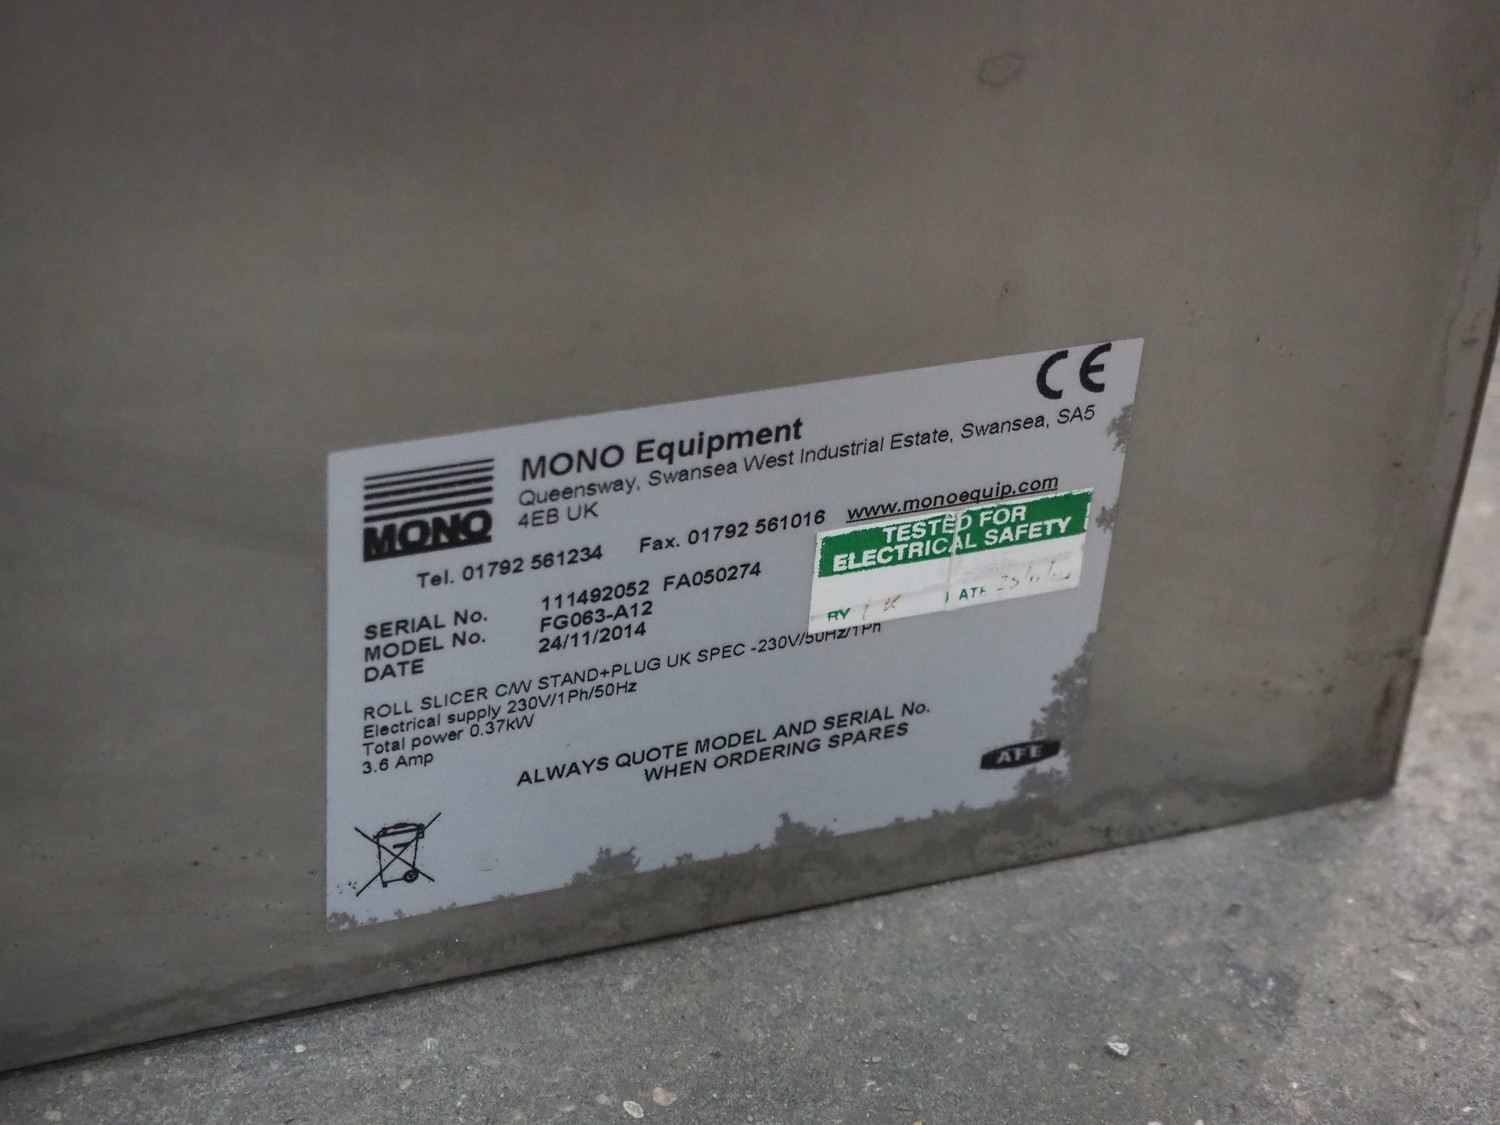 CE
MONO
MONO Equipment
Queensway, Swansea West Industrial Estate, Swansea, SA5
4EB UK
Tel. 01792 561234 Fax. 01792 561016 www.monoequip.com
SERIAL No. 111492052 FA050274
MODEL No. FG063-A12
DATE 24/11/2014
TESTED FOR
ELECTRICAL SAFETY
BY ATE
ROLL SLICER C/W STAND+PLUG UK SPEC -230V/50Hz/1Ph
Electrical supply 230V/1Ph/50Hz
Total power 0.37kW
3.6 Amp
ALWAYS QUOTE MODEL AND SERIAL No.
WHEN ORDERING SPARES
AFE